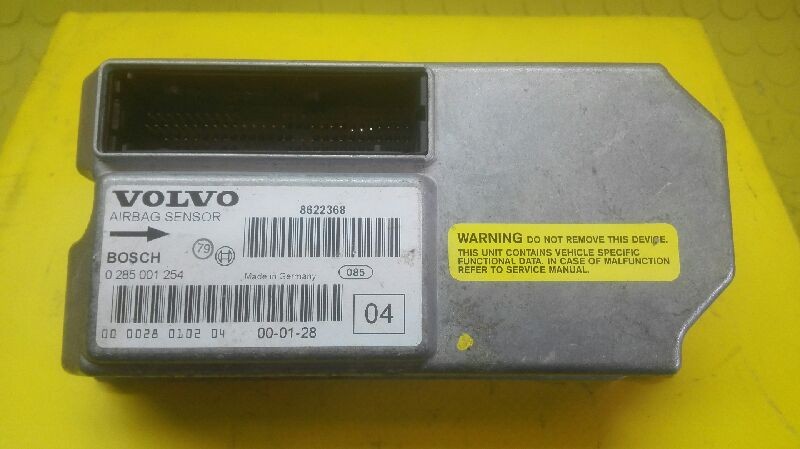 VOLVO
AIRBAG SENSOR
8622368
79
BOSCH
0 285 001 254
Made in Germany
085
00 0028 0102 04
00-01-28
04
WARNING DO NOT REMOVE THIS DEVICE.
THIS UNIT CONTAINS VEHICLE SPECIFIC
FUNCTIONAL DATA. IN CASE OF MALFUNCTION
REFER TO SERVICE MANUAL.